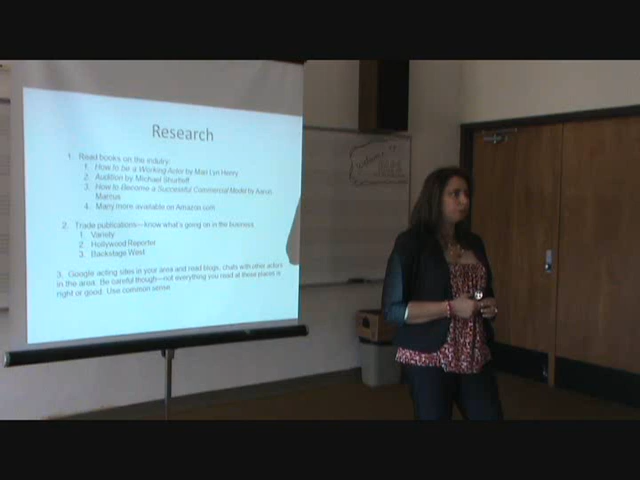 Research
1. Read books on the industry:
1. How to be a Working Actor by Mari Lyn Henry
2. Audition by Michael Shurtleff
3. How to Become a Successful Commercial Model by Aaron
Marcus
4. Many more available on Amazon.com
2. Trade publications—know what's going on in the business
1. Variety
2. Hollywood Reporter
3. Backstage West
3. Google acting sites in your area and read blogs, chats with other actors
in the area. Be careful though—not everything you read at these places is
right or good. Use common sense
Welcome